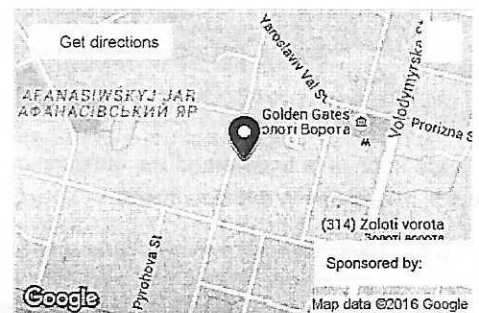 Get directions
Yaroslaviv Val St
Volodymyrska St
AFANASIWSKYJ JAR
АФАНАСІВСЬКИЙ ЯР
Golden Gates
олоті Ворота
Prorizna S
(314) Zoloti vorota
Золоті ворота
Pyrohova St
Sponsored by:
Google
Map data ©2016 Google